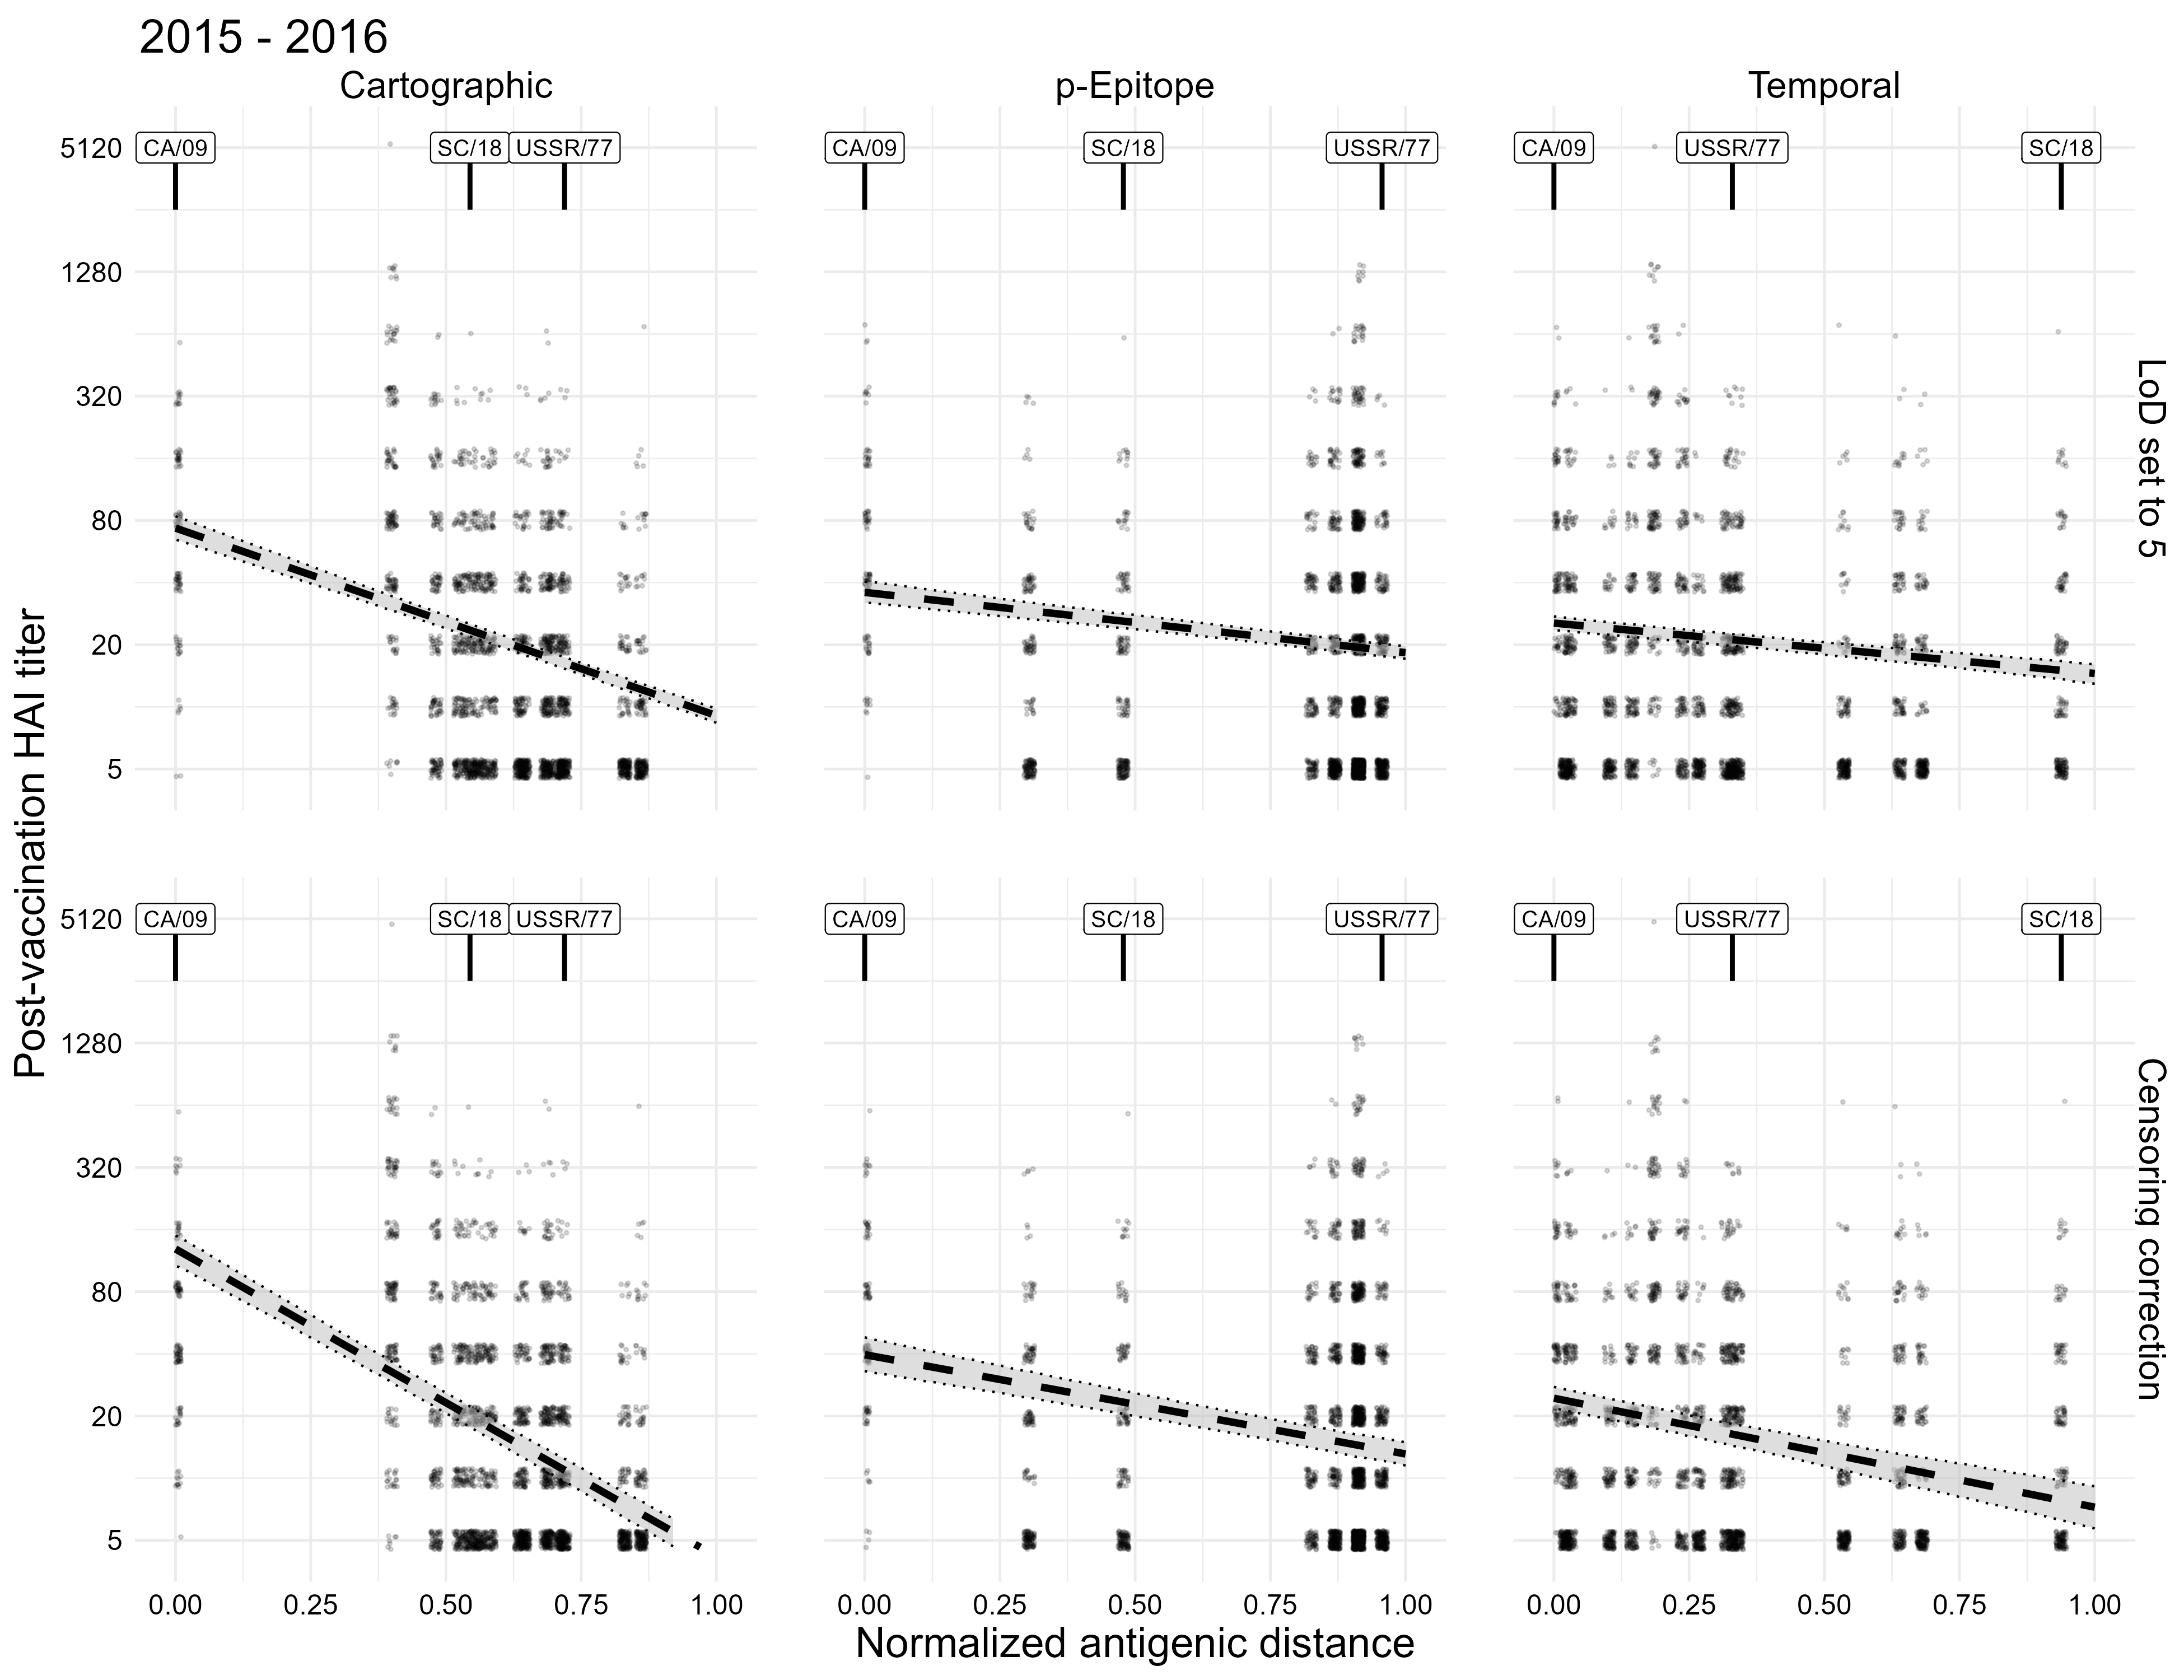 2015 - 2016
Cartographic
p-Epitope
Temporal
Post-vaccination HAI titer
5120
1280
320
80
20
5
CA/09
SC/18
USSR/77
CA/09
SC/18
USSR/77
CA/09
USSR/77
SC/18
LoD set to 5
5120
1280
320
80
20
5
CA/09
SC/18
USSR/77
CA/09
SC/18
USSR/77
CA/09
USSR/77
SC/18
Censoring correction
0.00 0.25 0.50 0.75 1.00
0.00 0.25 0.50 0.75 1.00
0.00 0.25 0.50 0.75 1.00
Normalized antigenic distance